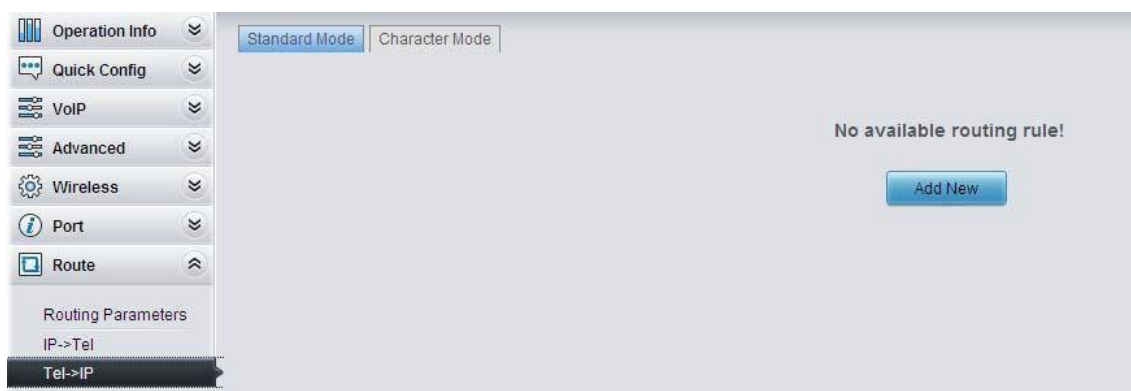 Operation Info
Quick Config
VoIP
Advanced
Wireless
Port
Route
Routing Parameters
IP->Tel
Tel->IP
Standard Mode
Character Mode
No available routing rule!
Add New